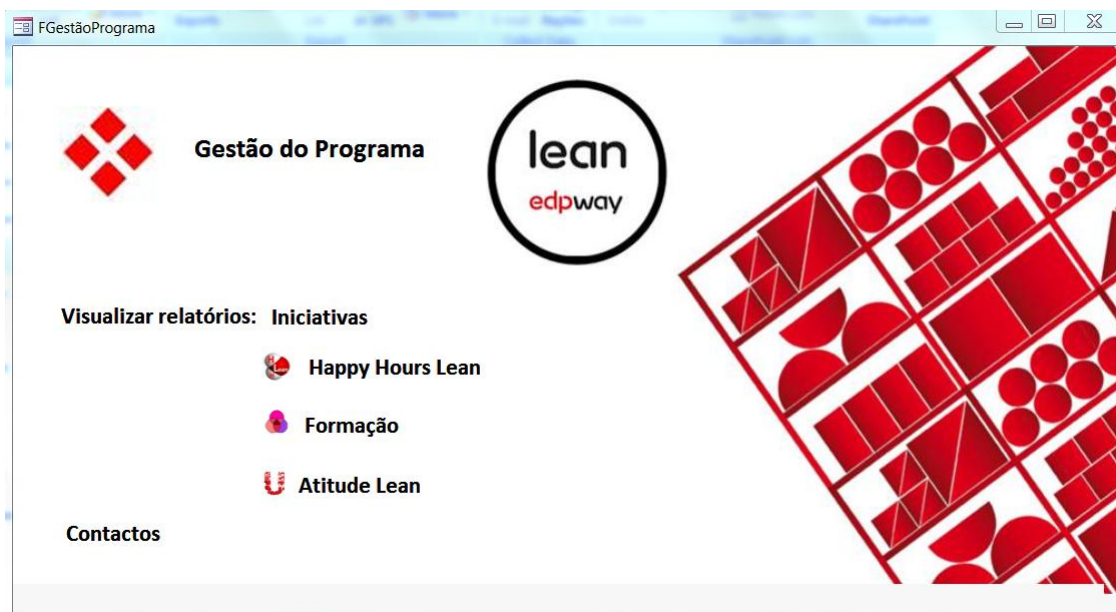 FGestãoPrograma
Gestão do Programa
lean
edpway
Visualizar relatórios: Iniciativas
Happy Hours Lean
Formação
Atitude Lean
Contactos